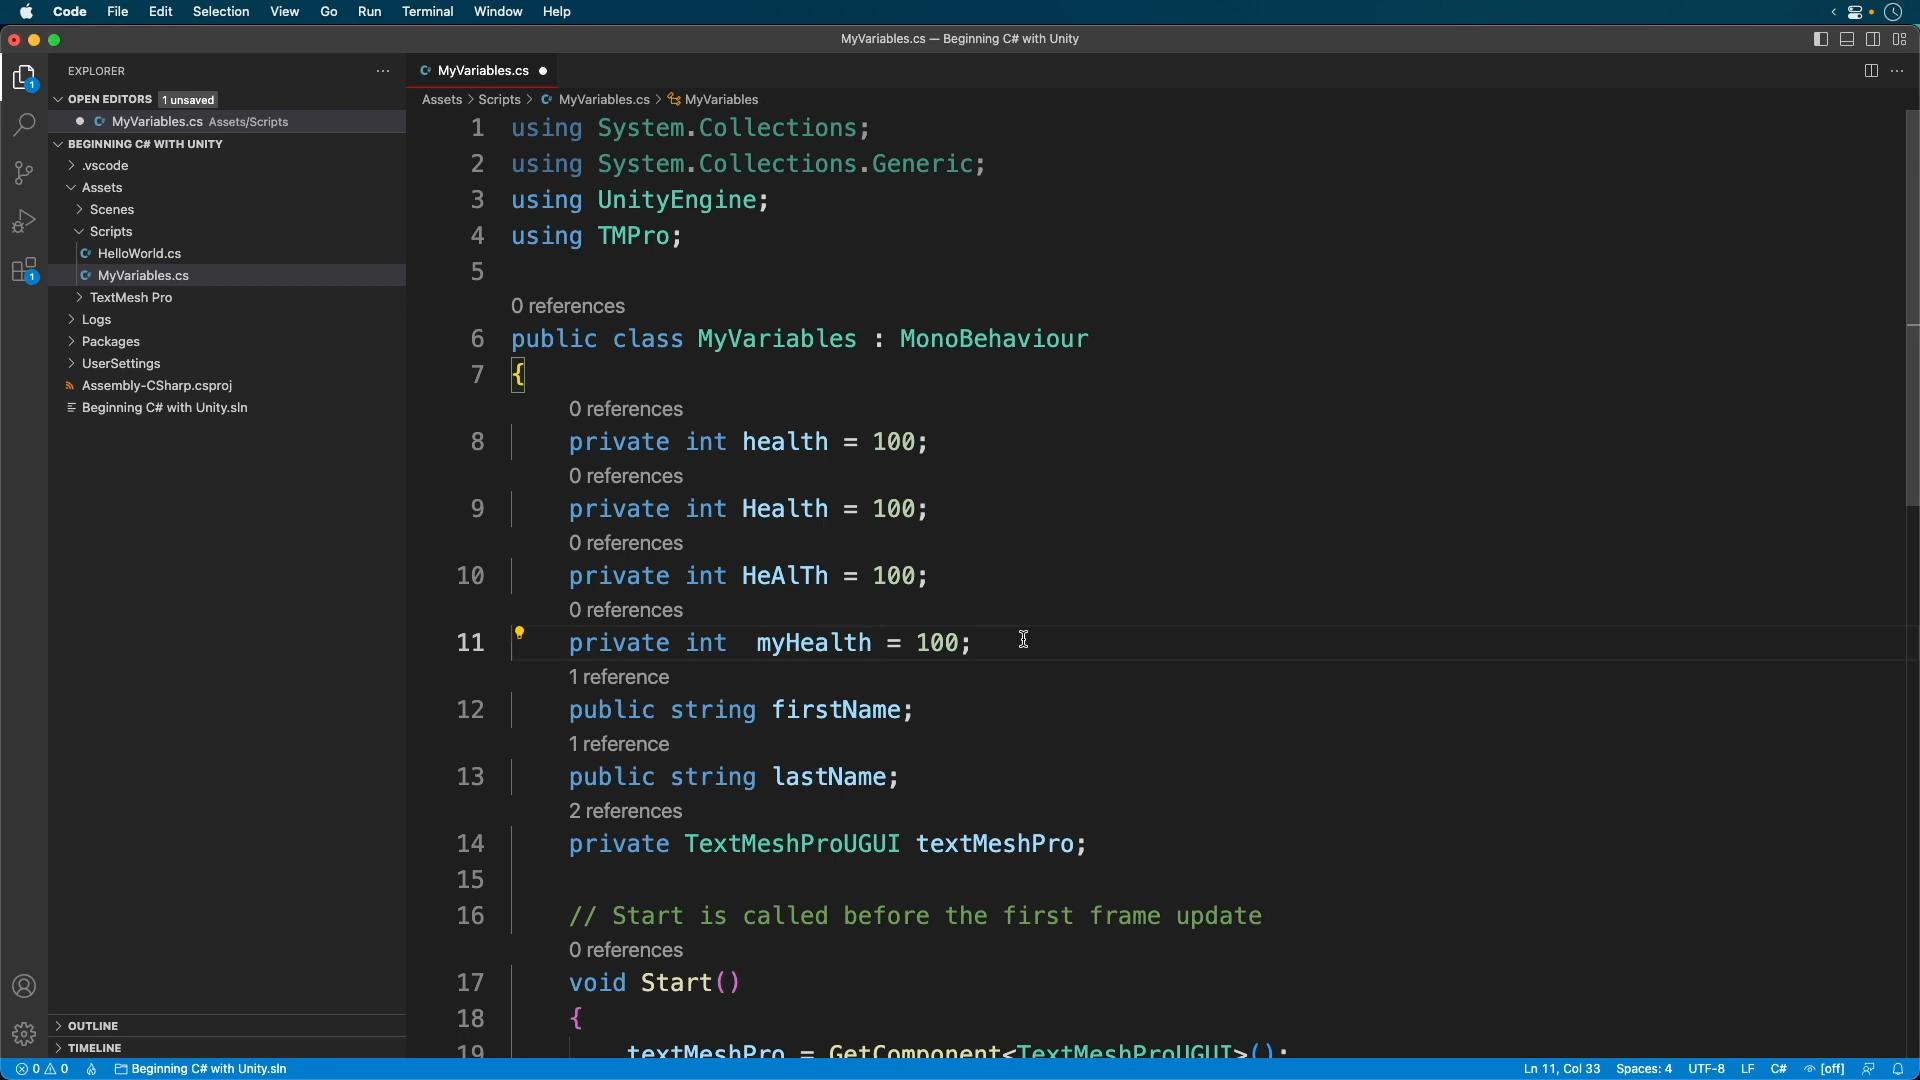 Code File Edit Selection View Go Run Terminal Window Help
MyVariables.cs — Beginning C# with Unity
EXPLORER
OPEN EDITORS 1 unsaved
MyVariables.cs Assets/Scripts
BEGINNING C# WITH UNITY
.vscode
Assets
Scenes
Scripts
HelloWorld.cs
MyVariables.cs
TextMesh Pro
Logs
Packages
UserSettings
Assembly-CSharp.csproj
Beginning C# with Unity.sln
OUTLINE
TIMELINE
1
1
MyVariables.cs
Assets > Scripts > MyVariables.cs > MyVariables
1 using System.Collections;
2 using System.Collections.Generic;
3 using UnityEngine;
4 using TMPro;
5
0 references
6 public class MyVariables : MonoBehaviour
7 {
0 references
8 private int health = 100;
0 references
9 private int Health = 100;
0 references
10 private int HeAlTh = 100;
0 references
11 private int  myHealth = 100;
1 reference
12 public string firstName;
1 reference
13 public string lastName;
2 references
14 private TextMeshProUGUI textMeshPro;
15
16 // Start is called before the first frame update
0 references
17 void Start()
18 {
19 textMeshPro = GetComponent<TextMeshProUGUI>();
0 0 Beginning C# with Unity.sln Ln 11, Col 33 Spaces: 4 UTF-8 LF C# [off]